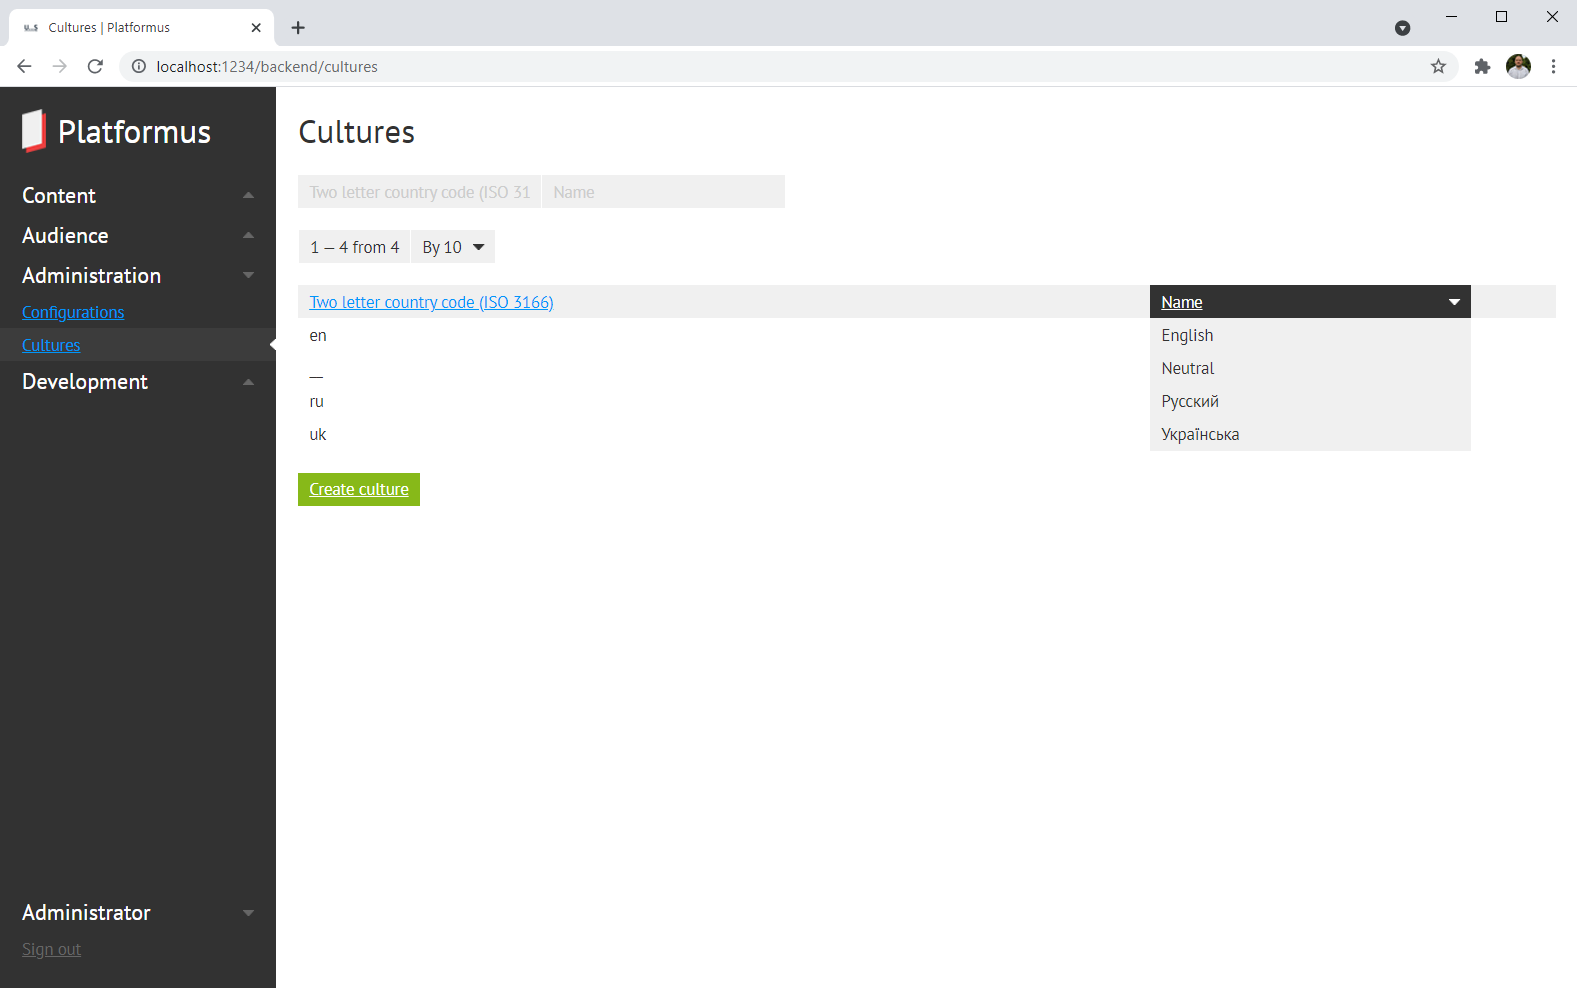 Cultures | Platformus
localhost:1234/backend/cultures
Platformus
Content
Audience
Administration
Configurations
Cultures
Development
Administrator
Sign out
Cultures
Two letter country code (ISO 31 Name
1 — 4 from 4 By 10
Two letter country code (ISO 3166) Name
en English
__ Neutral
ru Русский
uk Українська
Create culture